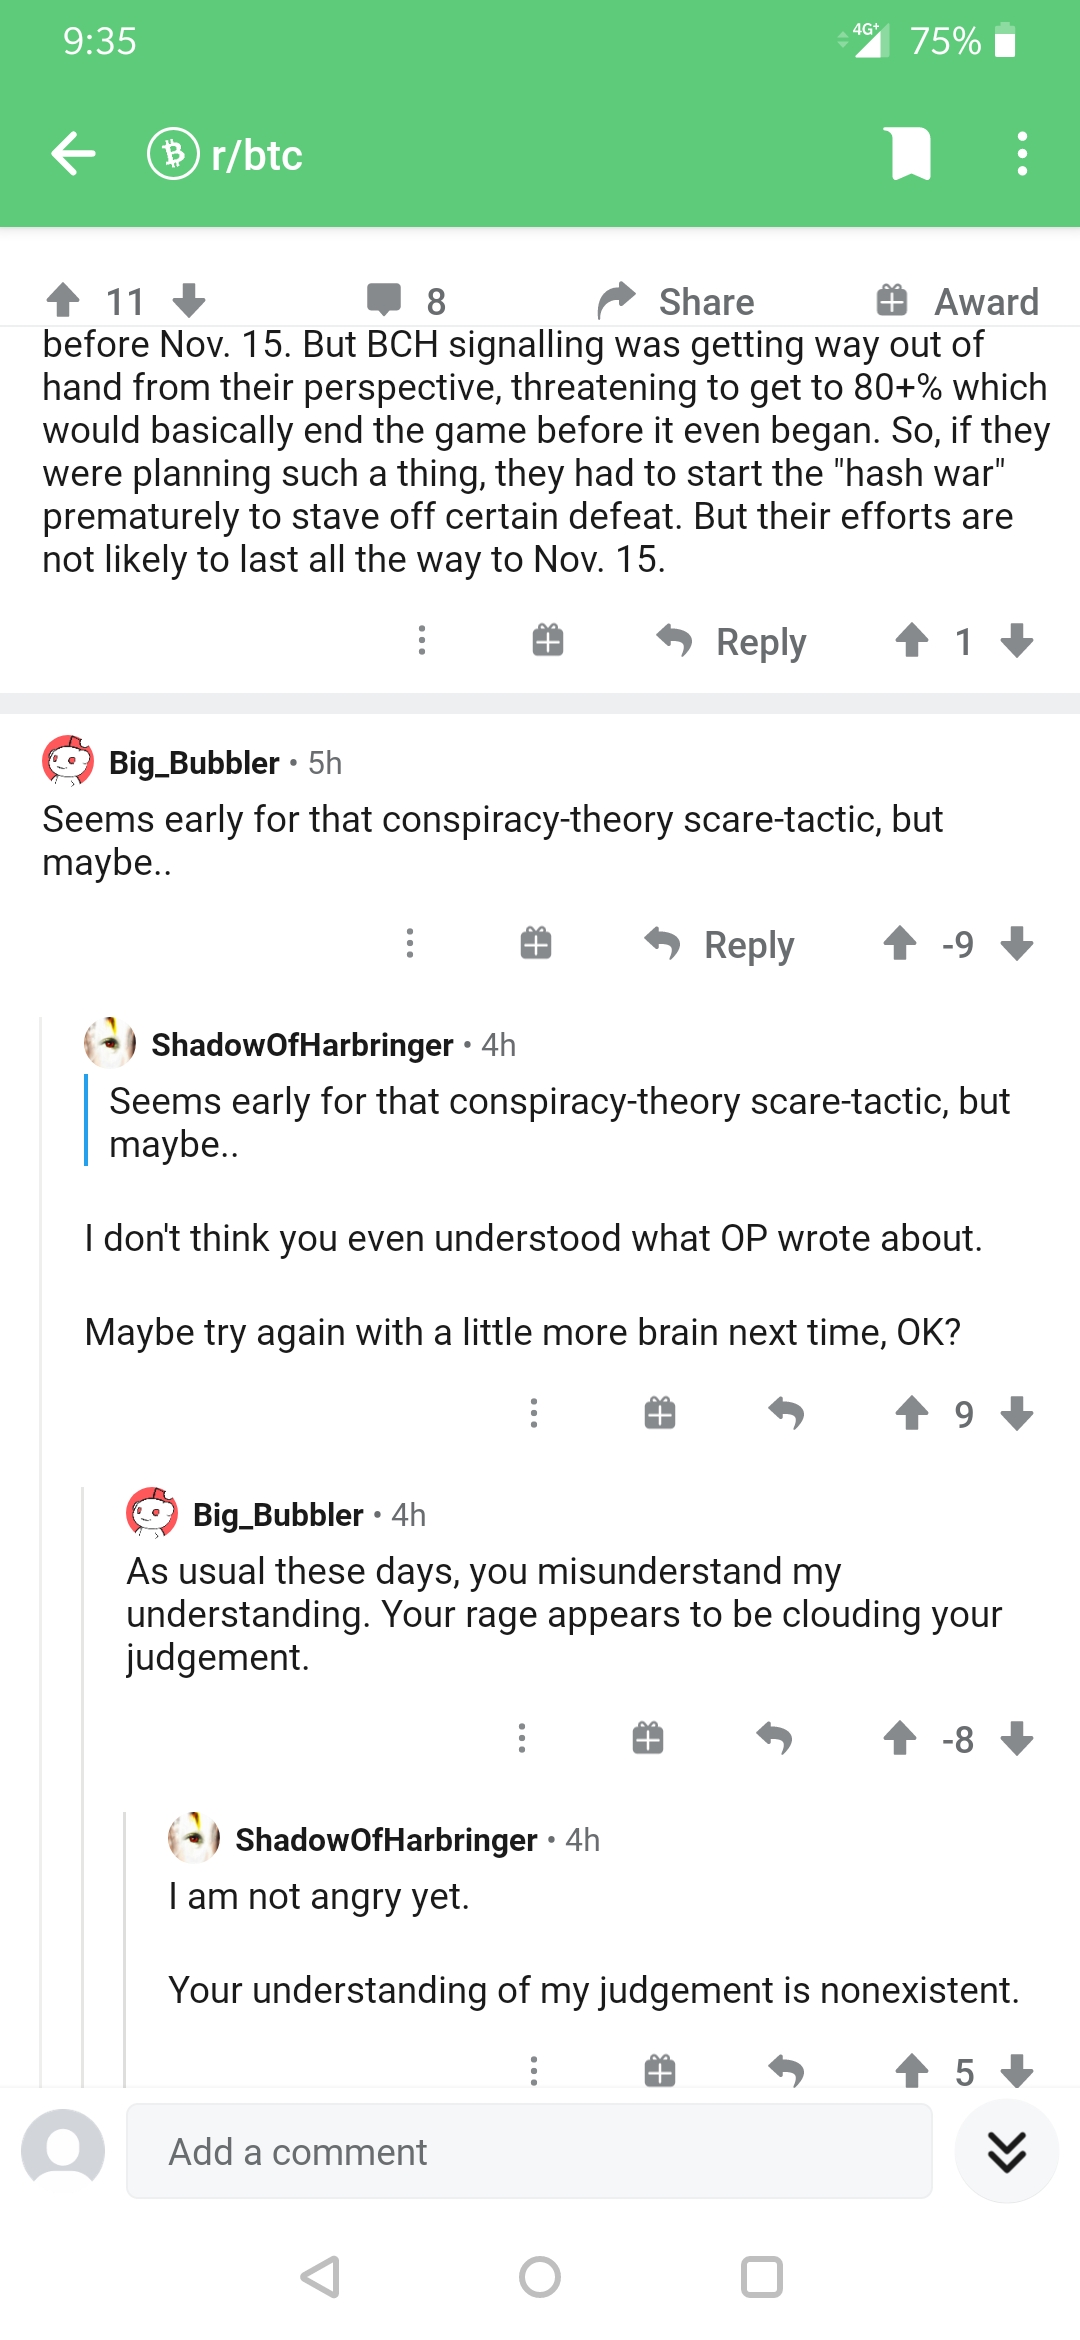 9:35
4G+ 75%
r/btc
11 8 Share Award
before Nov. 15. But BCH signalling was getting way out of
hand from their perspective, threatening to get to 80+% which
would basically end the game before it even began. So, if they
were planning such a thing, they had to start the "hash war"
prematurely to stave off certain defeat. But their efforts are
not likely to last all the way to Nov. 15.
Reply 1
Big_Bubbler • 5h
Seems early for that conspiracy-theory scare-tactic, but
maybe..
Reply -9
ShadowOfHarbringer • 4h
Seems early for that conspiracy-theory scare-tactic, but
maybe..
I don't think you even understood what OP wrote about.
Maybe try again with a little more brain next time, OK?
9
Big_Bubbler • 4h
As usual these days, you misunderstand my
understanding. Your rage appears to be clouding your
judgement.
-8
ShadowOfHarbringer • 4h
I am not angry yet.
Your understanding of my judgement is nonexistent.
5
Add a comment